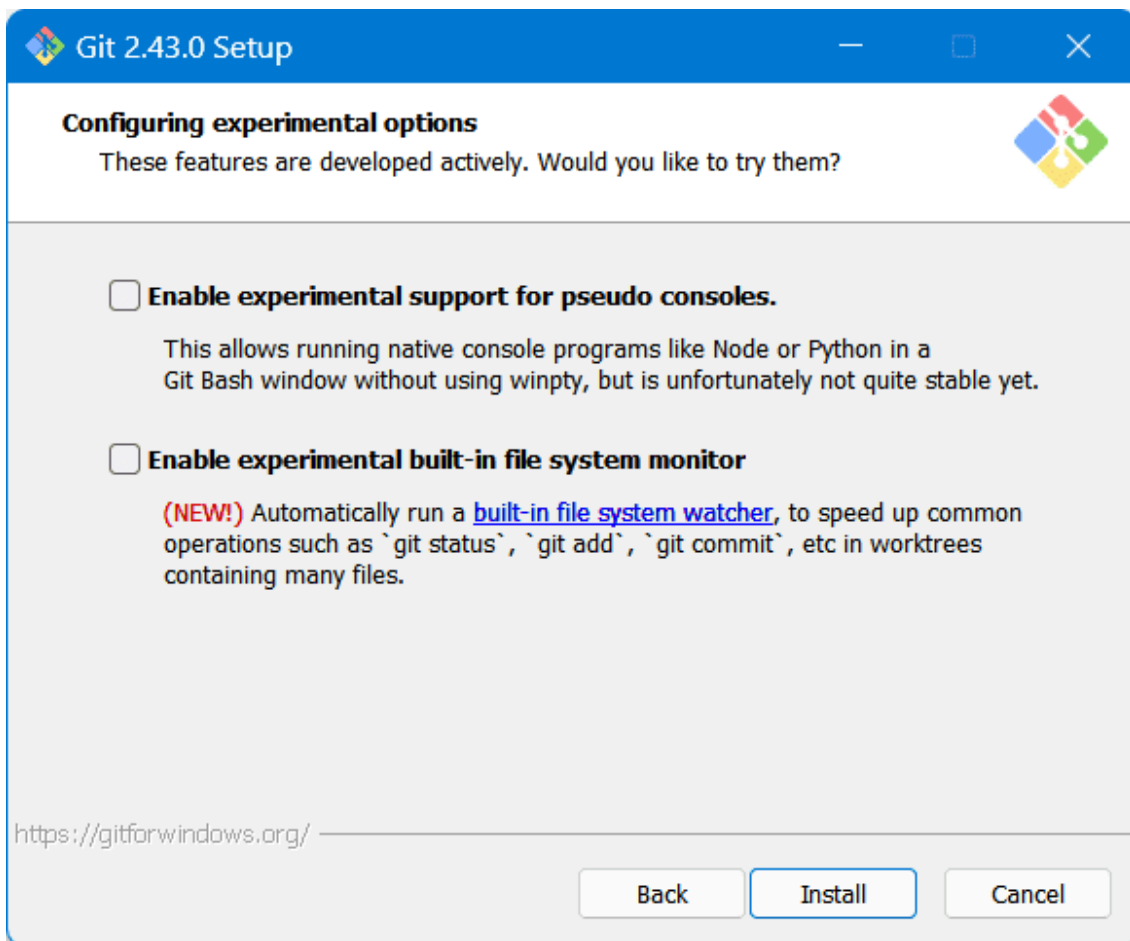 Git 2.43.0 Setup
Configuring experimental options
These features are developed actively. Would you like to try them?
Enable experimental support for pseudo consoles.
This allows running native console programs like Node or Python in a
Git Bash window without using winpty, but is unfortunately not quite stable yet.
Enable experimental built-in file system monitor
(NEW!) Automatically run a built-in file system watcher, to speed up common
operations such as `git status`, `git add`, `git commit`, etc in worktrees
containing many files.
https://gitforwindows.org/
Back Install Cancel